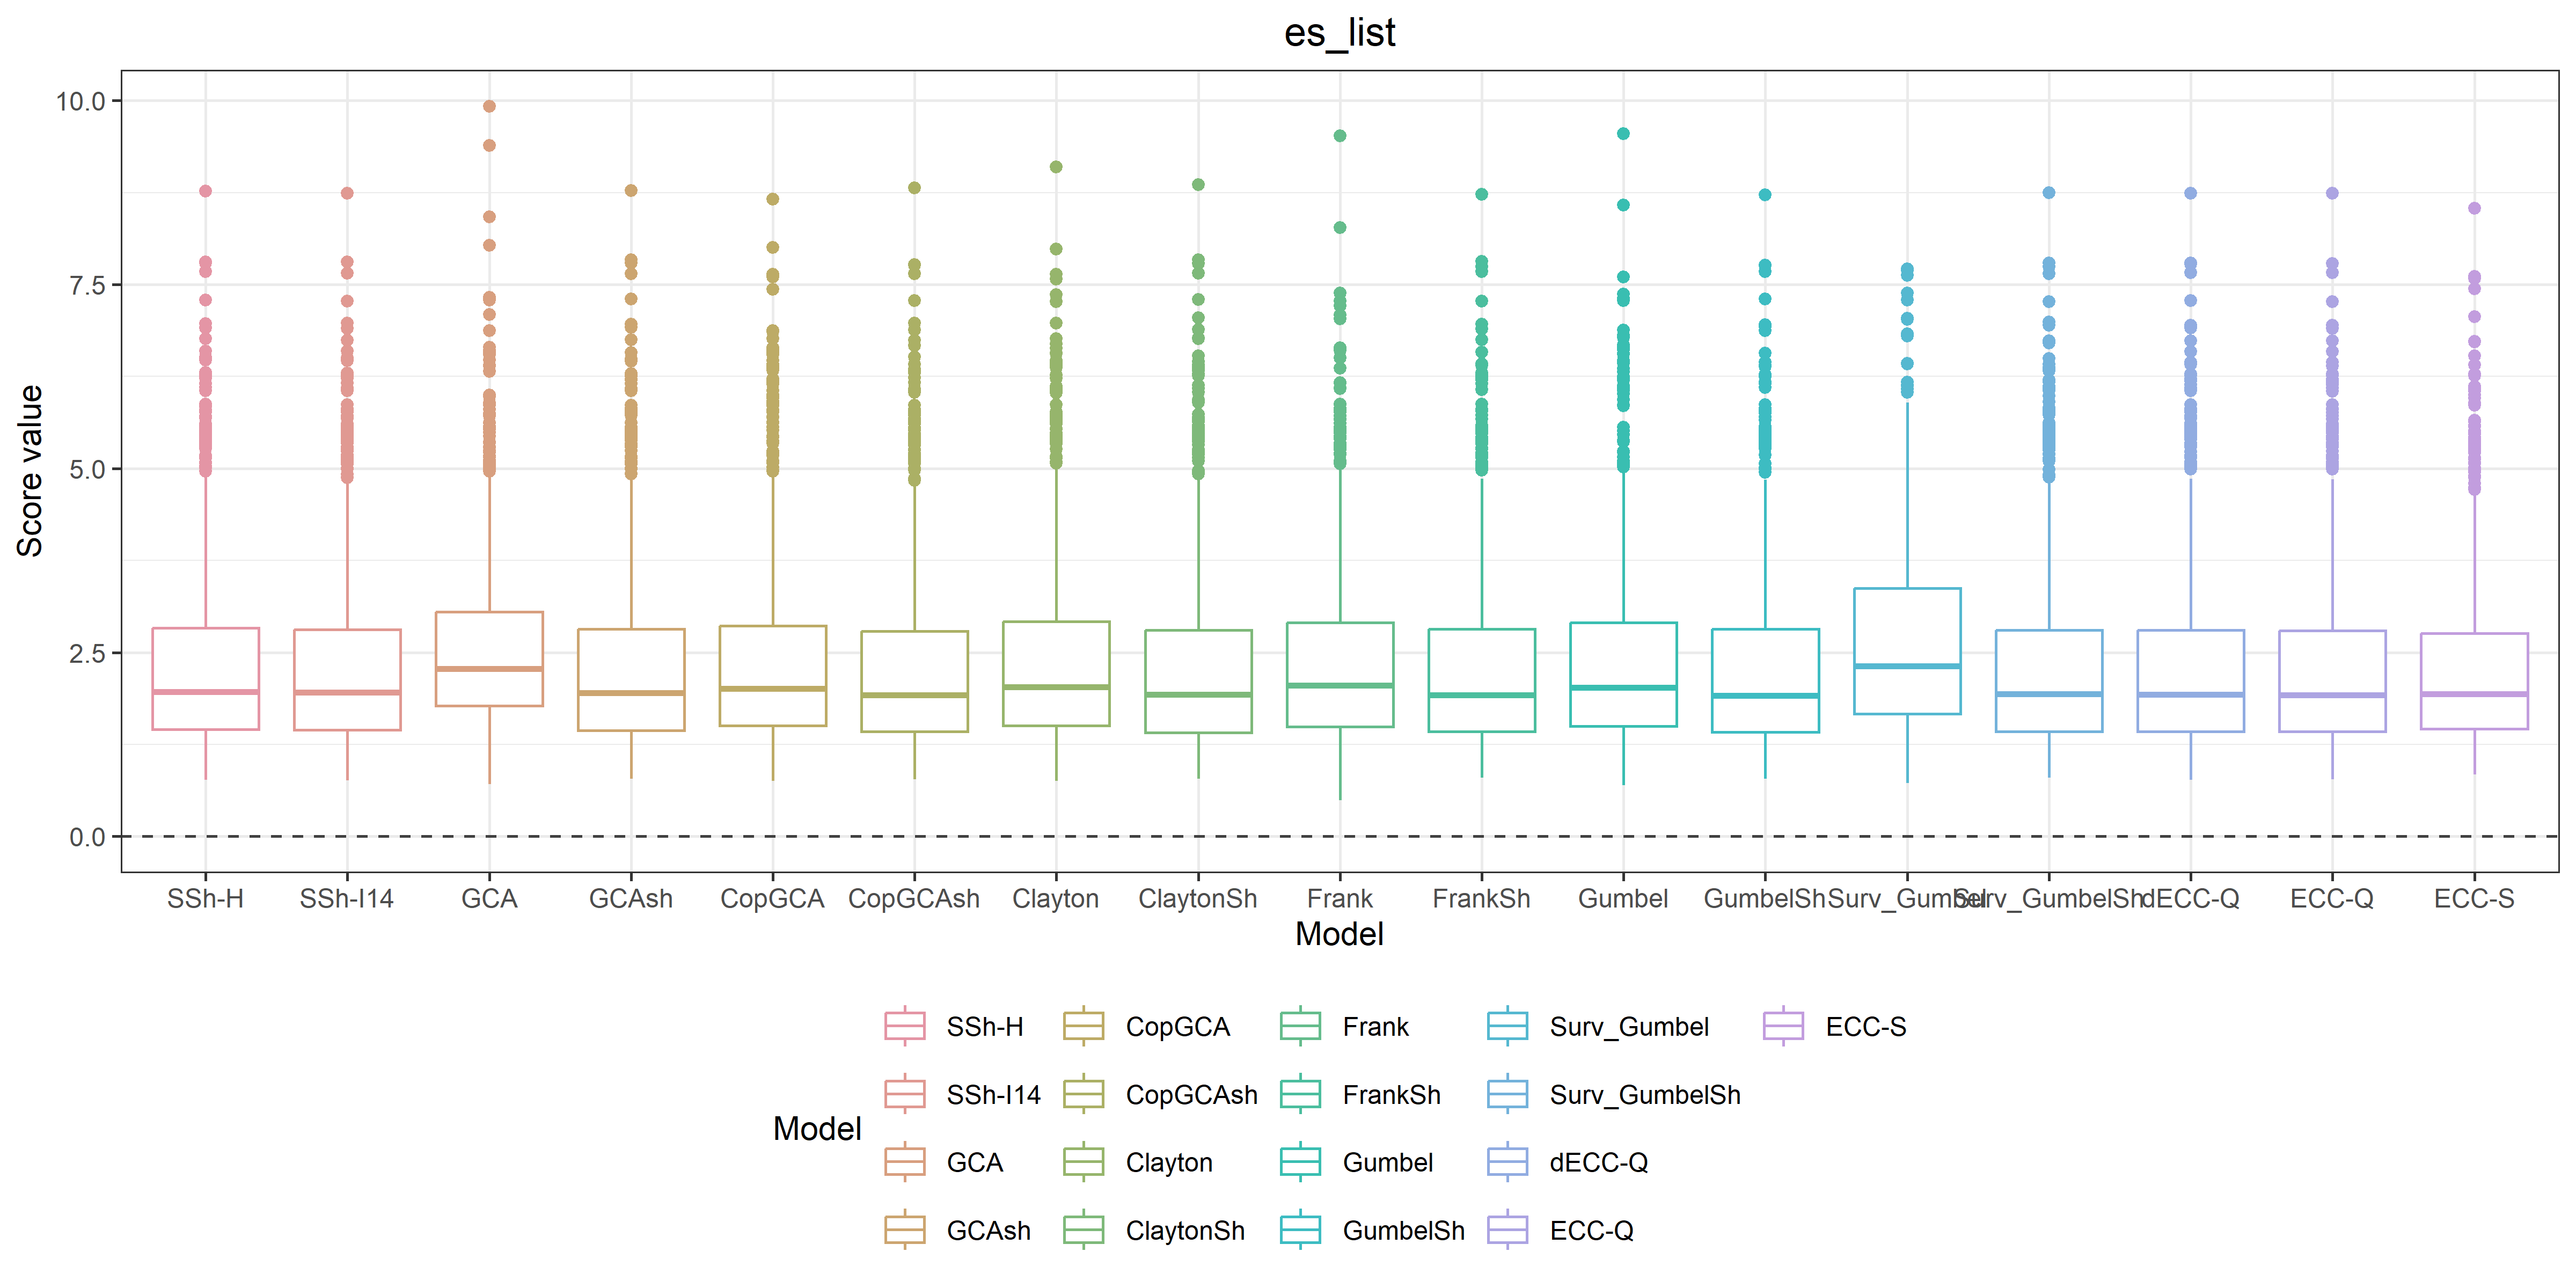 es_list
10.0
7.5
5.0
2.5
0.0
Score value
SSh-H SSh-I14 GCA GCAsh CopGCA CopGCAsh Clayton ClaytonSh Frank FrankSh Gumbel GumbelSh Surv_Gumbel Surv_GumbelSh dECC-Q ECC-Q ECC-S
Model
Model
SSh-H CopGCA Frank Surv_Gumbel ECC-S
SSh-I14 CopGCAsh FrankSh Surv_GumbelSh
GCA Clayton Gumbel dECC-Q
GCAsh ClaytonSh GumbelSh ECC-Q